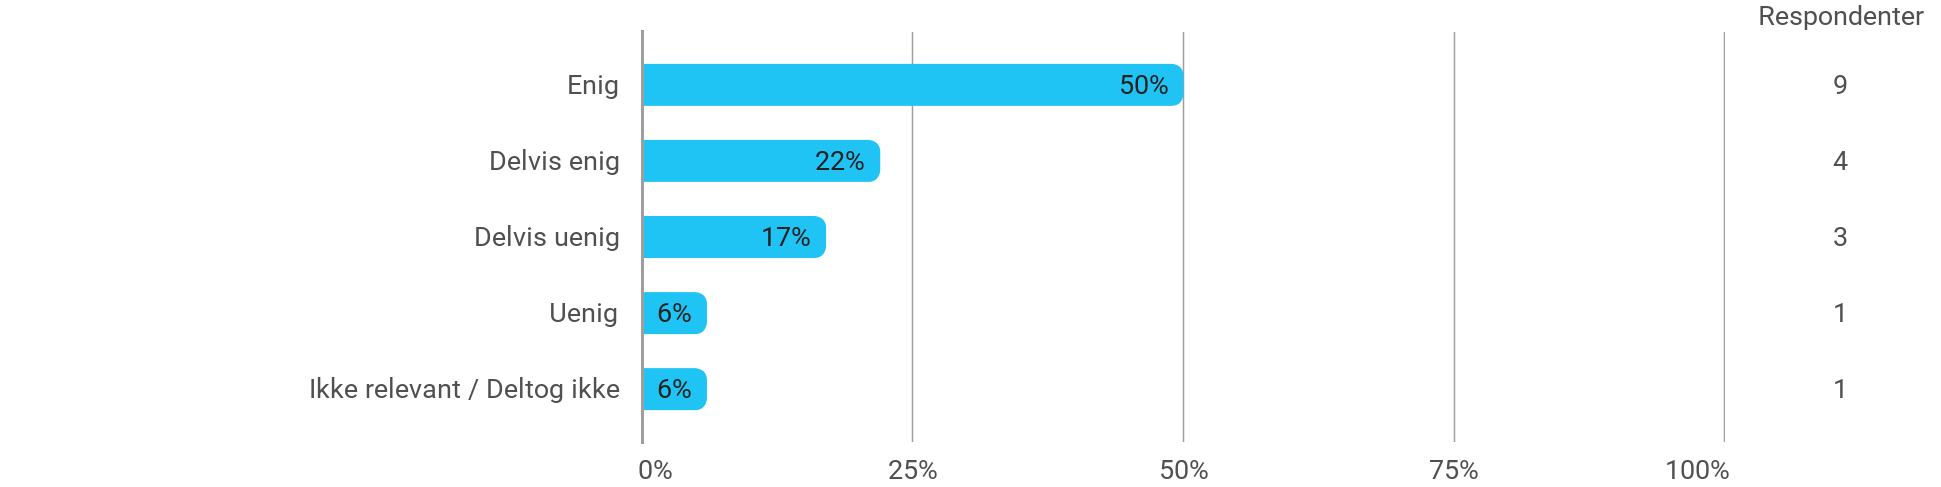 Respondenter
Enig 50% 9
Delvis enig 22% 4
Delvis uenig 17% 3
Uenig 6% 1
Ikke relevant / Deltog ikke 6% 1
0% 25% 50% 75% 100%